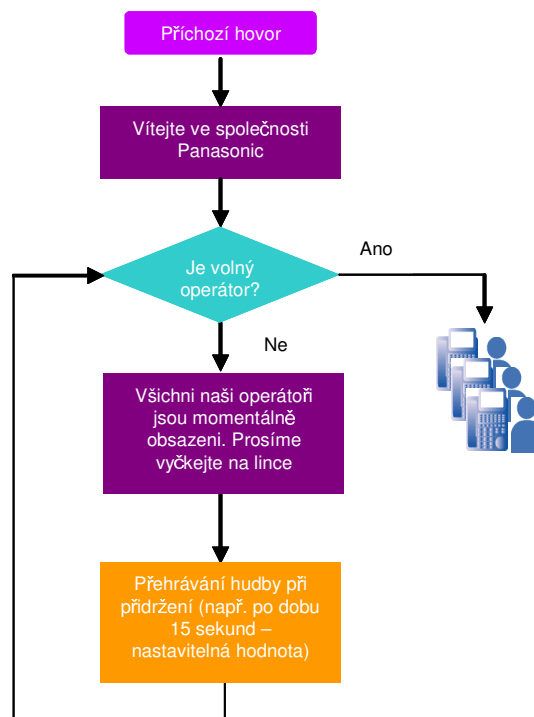 Příchozí hovor
Vítejte ve společnosti
Panasonic
Je volný
operátor?
Ano
Ne
Všichni naši operátoři
jsou momentálně
obsazeni. Prosíme
vyčkejte na lince
Přehrávání hudby při
přidržení (např. po dobu
15 sekund –
nastavitelná hodnota)